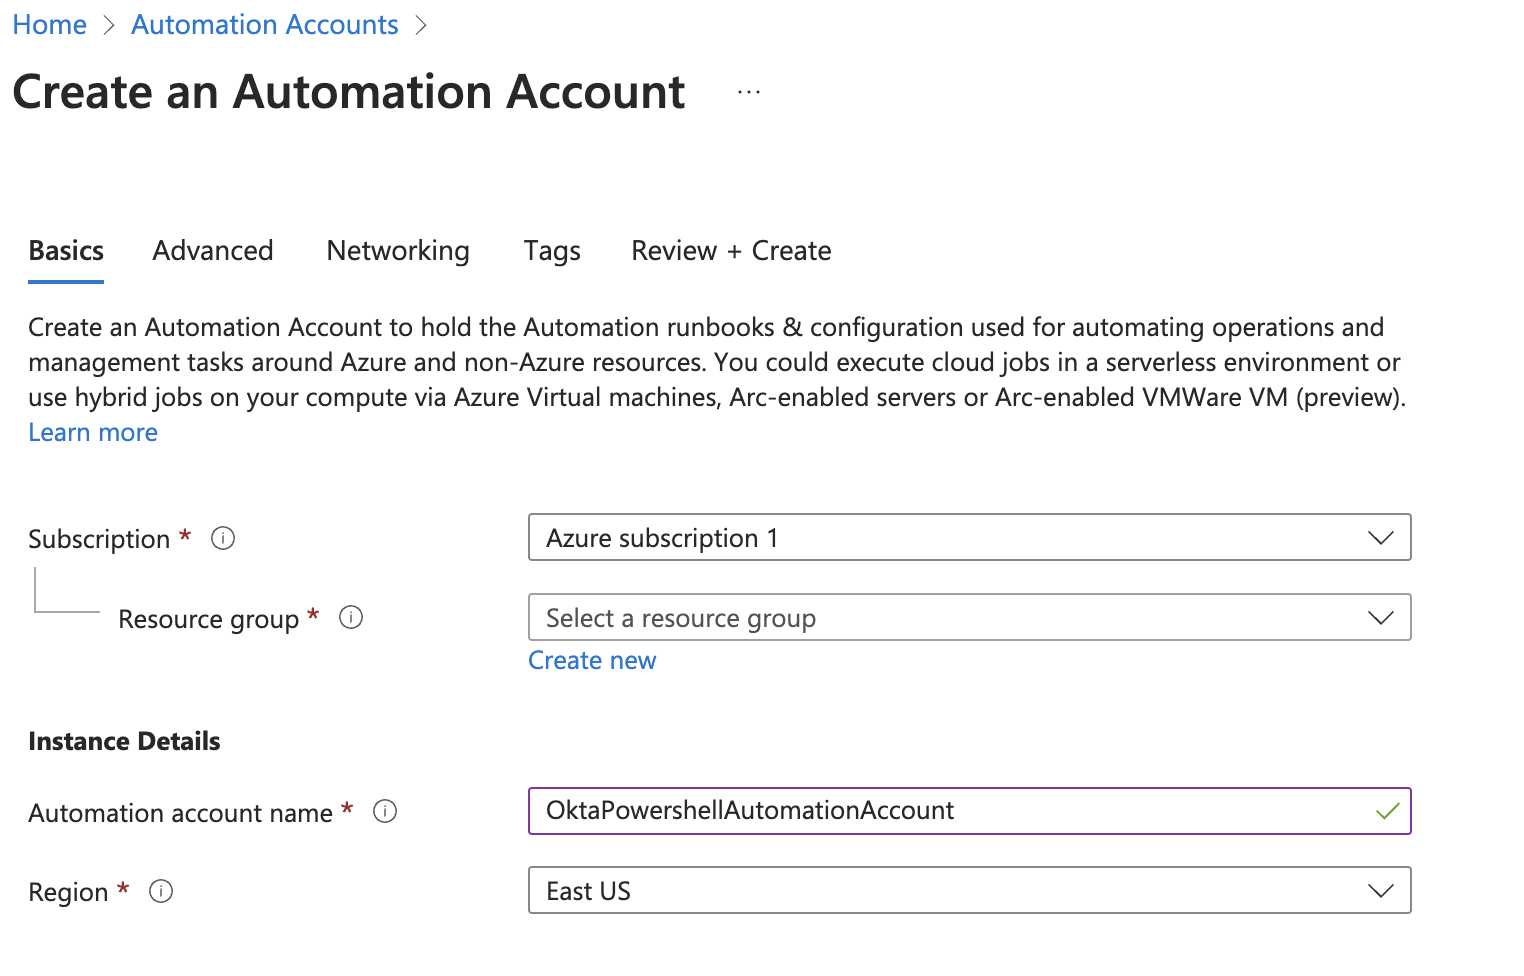 Home > Automation Accounts >
Create an Automation Account ...
Basics Advanced Networking Tags Review + Create
Create an Automation Account to hold the Automation runbooks & configuration used for automating operations and
management tasks around Azure and non-Azure resources. You could execute cloud jobs in a serverless environment or
use hybrid jobs on your compute via Azure Virtual machines, Arc-enabled servers or Arc-enabled VMWare VM (preview).
Learn more
Subscription * Azure subscription 1
Resource group * Select a resource group
Create new
Instance Details
Automation account name * OktaPowershellAutomationAccount
Region * East US